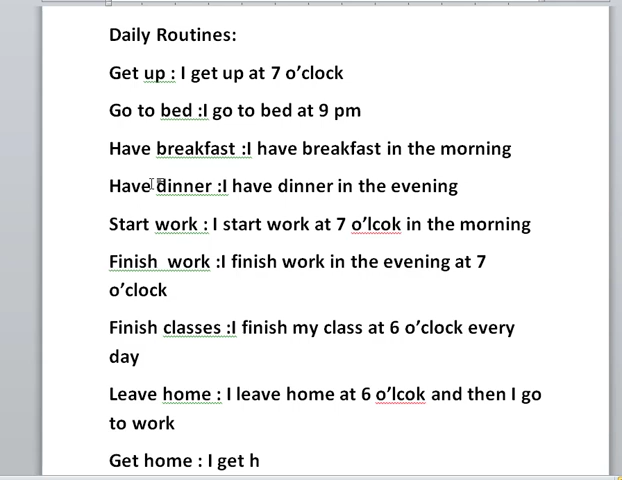 Daily Routines:
Get up : I get up at 7 o’clock
Go to bed :I go to bed at 9 pm
Have breakfast :I have breakfast in the morning
Have dinner :I have dinner in the evening
Start work : I start work at 7 o’lcok in the morning
Finish  work :I finish work in the evening at 7
o’clock
Finish classes :I finish my class at 6 o’clock every
day
Leave home : I leave home at 6 o’lcok and then I go
to work
Get home : I get h